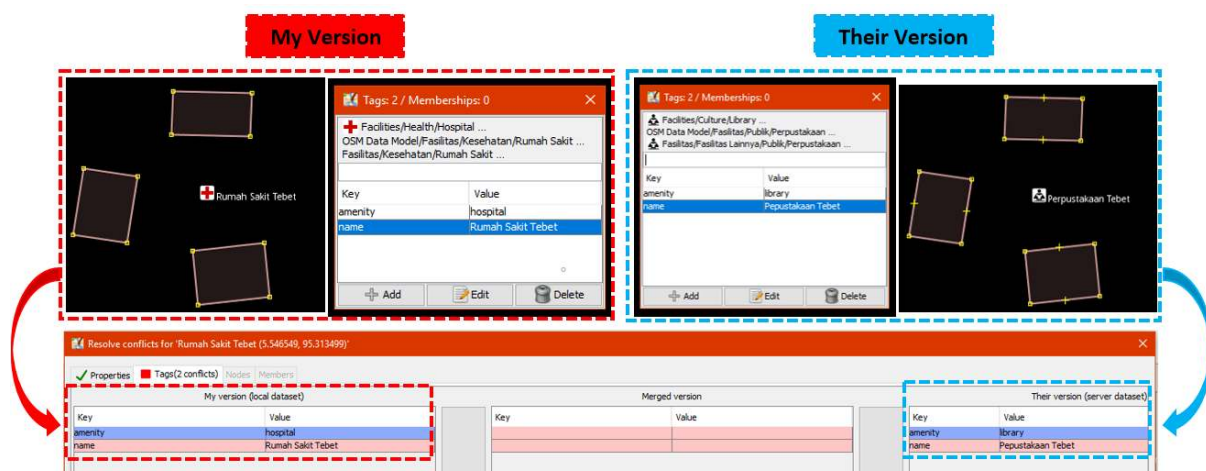 My Version
Their Version
Rumah Sakit Tebet
Tags: 2 / Memberships: 0
Facilities/Health/Hospital ...
OSM Data Model/Fasilitas/Kesehatan/Rumah Sakit ...
Fasilitas/Kesehatan/Rumah Sakit ...
Key Value
amenity hospital
name Rumah Sakit Tebet
Add Edit Delete
Tags: 2 / Memberships: 0
Facilities/Culture/Library ...
OSM Data Model/Fasilitas/Publik/Perpustakaan ...
Fasilitas/Fasilitas Lainnya/Publik/Perpustakaan ...
Key Value
amenity library
name Pepustakaan Tebet
Add Edit Delete
Perpustakaan Tebet
Resolve conflicts for 'Rumah Sakit Tebet (5.546549, 95.313499)'
Properties Tags(2 conflicts) Nodes Members
My version (local dataset) Merged version Their version (server dataset)
Key Value Key Value Key Value
amenity hospital amenity library
name Rumah Sakit Tebet name Pepustakaan Tebet